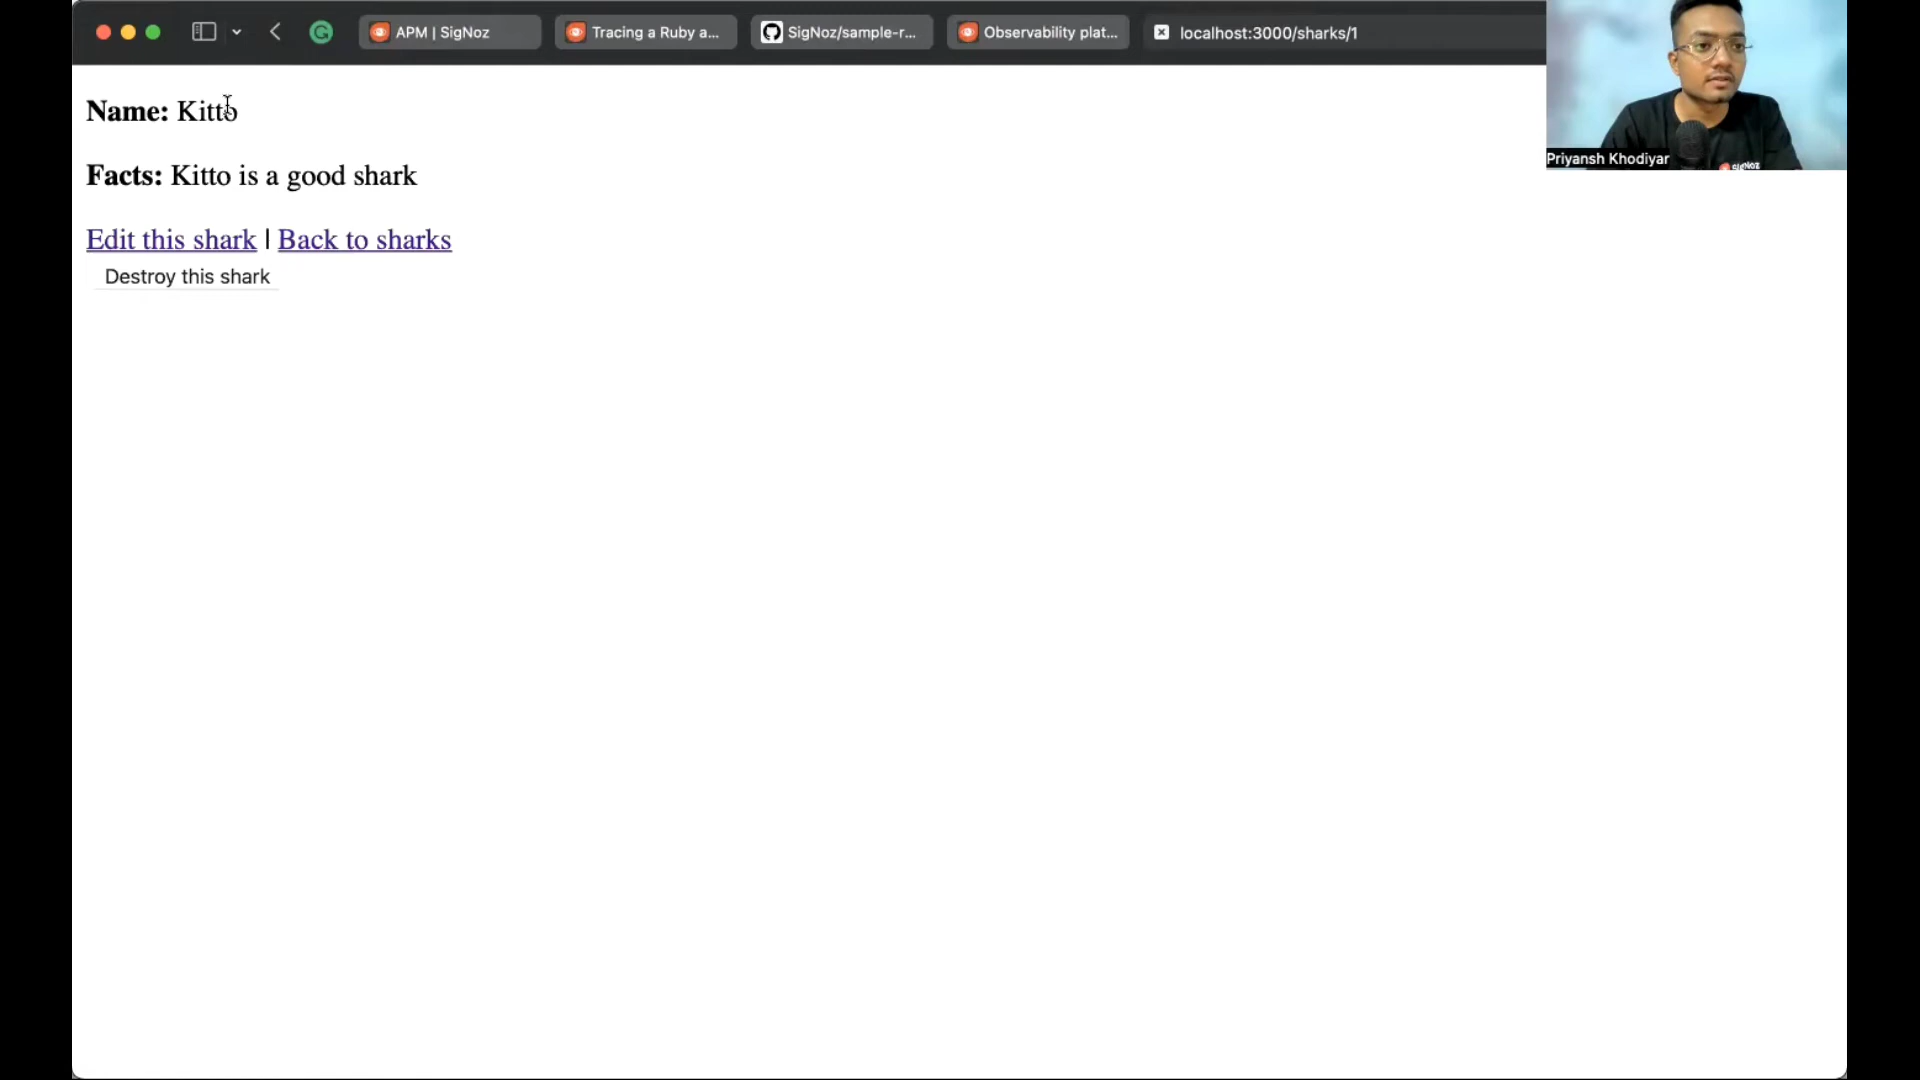 APM | SigNoz
Tracing a Ruby a...
SigNoz/sample-r...
Observability plat...
localhost:3000/sharks/1
Name: Kitto
Facts: Kitto is a good shark
Edit this shark | Back to sharks
Destroy this shark
Priyansh Khodiyar
SigNoz